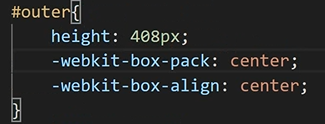 #outer{
    height: 408px;
    -webkit-box-pack: center;
    -webkit-box-align: center;
}